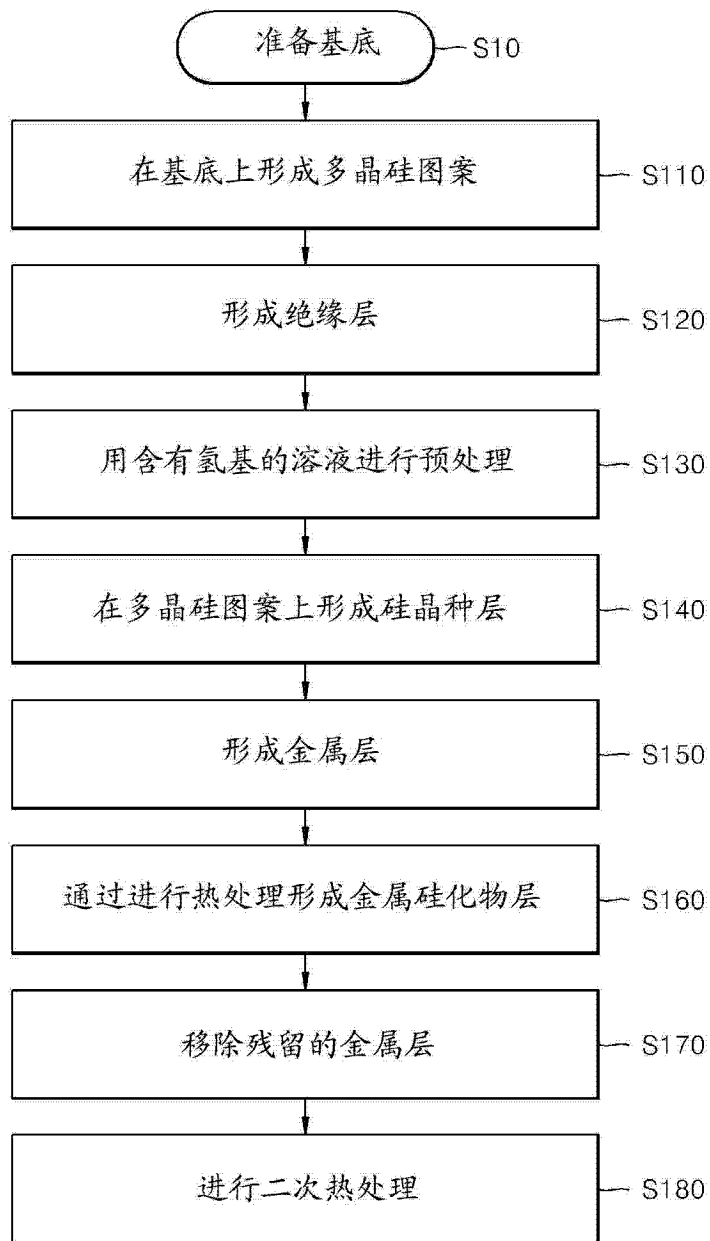 准备基底 S10
在基底上形成多晶硅图案 S110
形成绝缘层 S120
用含有氢基的溶液进行预处理 S130
在多晶硅图案上形成硅晶种层 S140
形成金属层 S150
通过进行热处理形成金属硅化物层 S160
移除残留的金属层 S170
进行二次热处理 S180